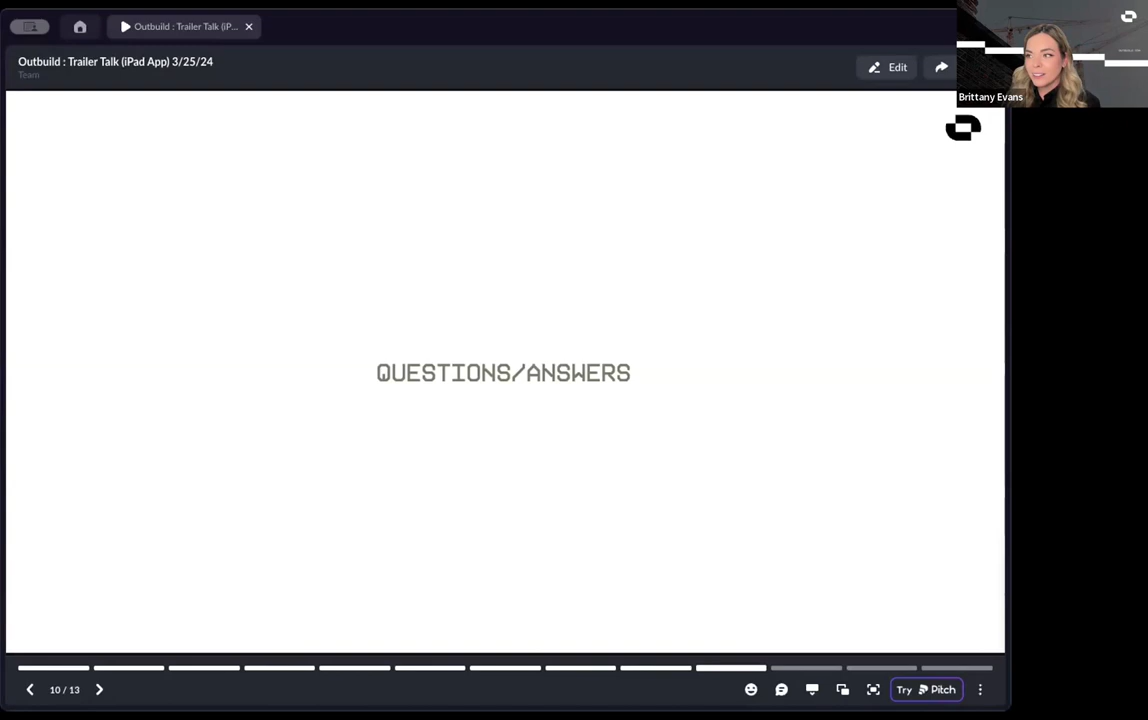 Outbuild : Trailer Talk (iP...
Outbuild : Trailer Talk (iPad App) 3/25/24
Team
Edit
Brittany Evans
QUESTIONS/ANSWERS
10 / 13
Try Pitch